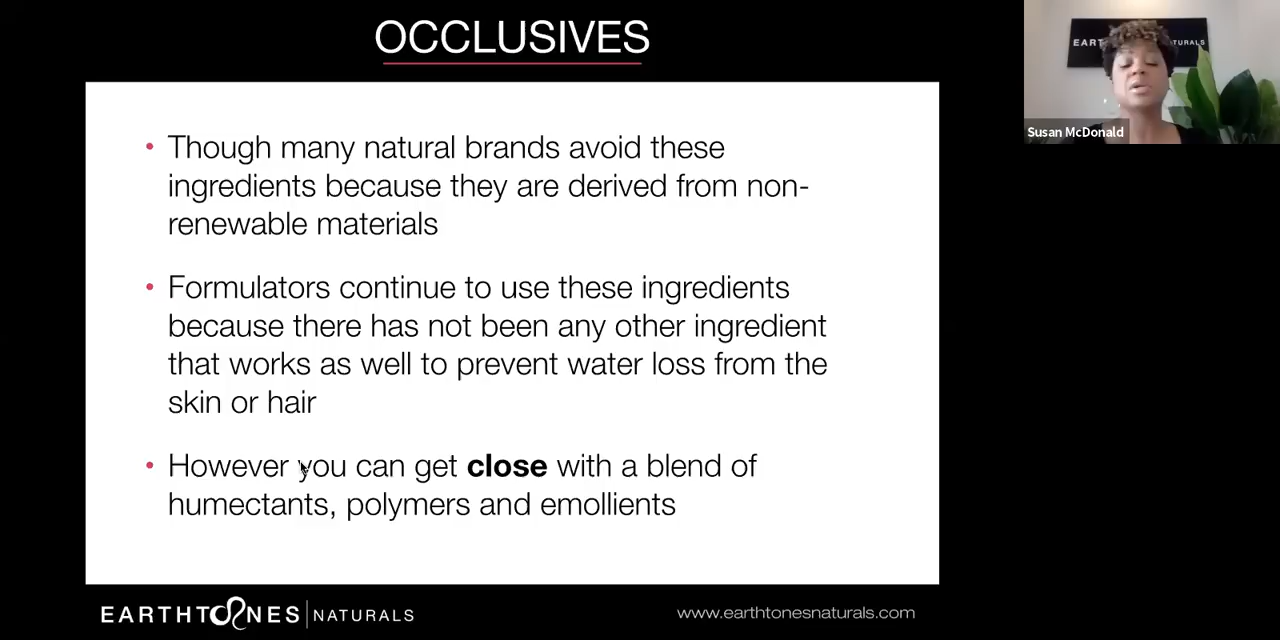 OCCLUSIVES
• Though many natural brands avoid these
ingredients because they are derived from non-
renewable materials
• Formulators continue to use these ingredients
because there has not been any other ingredient
that works as well to prevent water loss from the
skin or hair
• However you can get close with a blend of
humectants, polymers and emollients
EARTHTONES NATURALS
www.earthtonesnaturals.com
EART TURALS
Susan McDonald